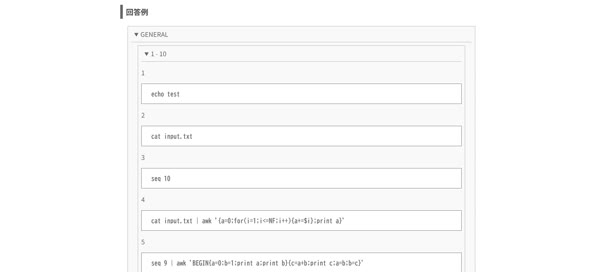 回答例
▼ GENERAL
▼ 1 - 10
1
echo test
2
cat input.txt
3
seq 10
4
cat input.txt | awk '{a=0;for(i=1;i<=NF;i++){a+=$i};print a}'
5
seq 9 | awk 'BEGIN{a=0;b=1;print a;print b}{c=a+b;print c;a=b;b=c}'